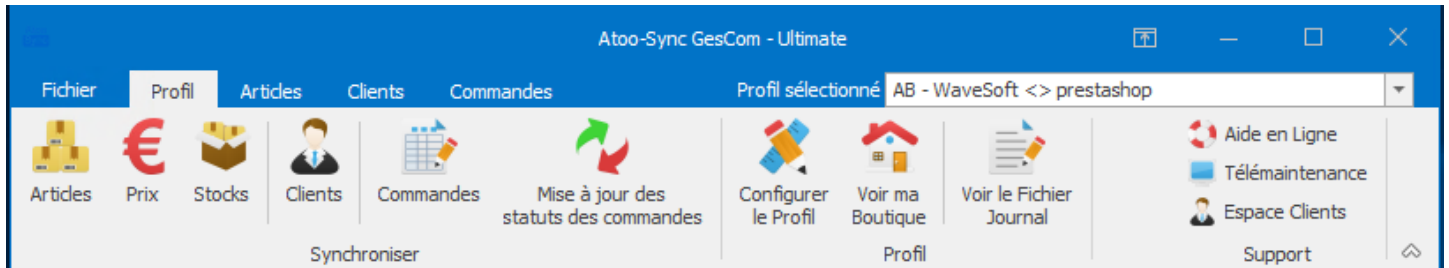 Atoo-Sync GesCom - Ultimate
Fichier Profil Articles Clients Commandes Profil sélectionné AB - WaveSoft <> prestashop
Articles Prix Stocks Clients Commandes Mise à jour des statuts des commandes
Configurer le Profil Voir ma Boutique Voir le Fichier Journal
Aide en Ligne
Télémaintenance
Espace Clients
Synchroniser Profil Support